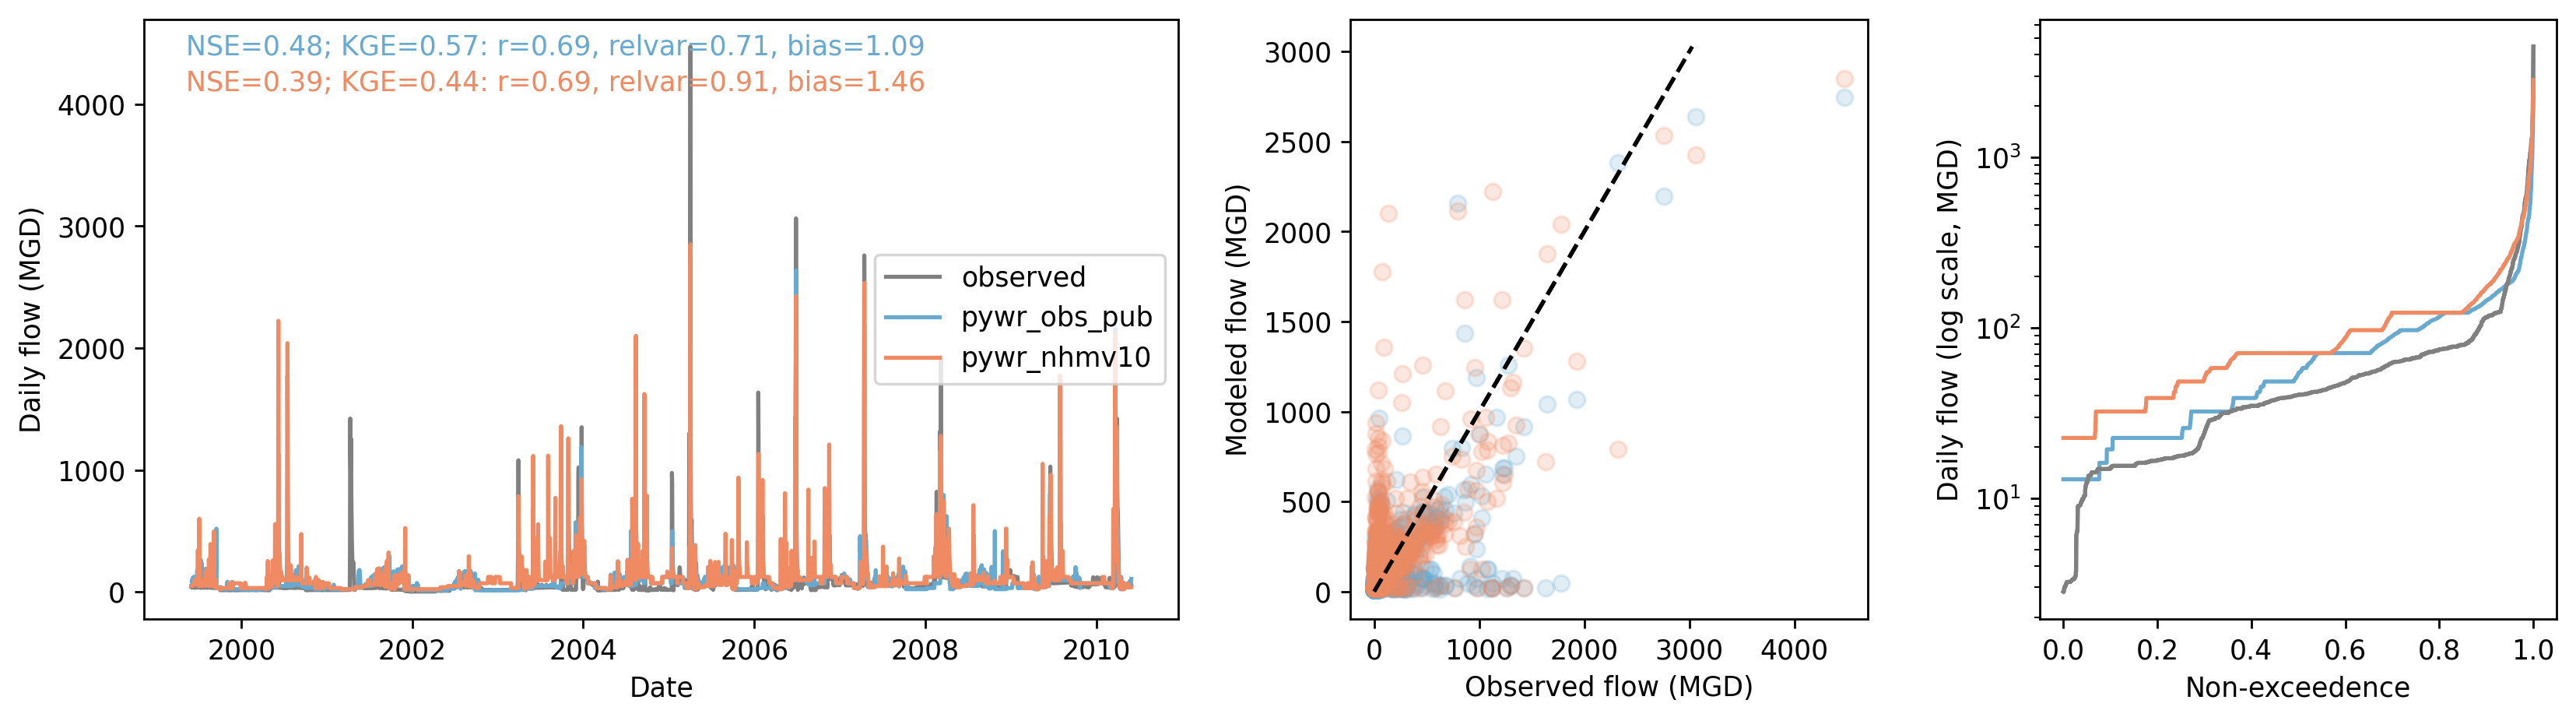 NSE=0.48; KGE=0.57: r=0.69, relvar=0.71, bias=1.09
NSE=0.39; KGE=0.44: r=0.69, relvar=0.91, bias=1.46
Daily flow (MGD)
4000
3000
2000
1000
0
observed
pywr_obs_pub
pywr_nhmv10
2000
2002
2004
2006
2008
2010
Date
Modeled flow (MGD)
3000
2500
2000
1500
1000
500
0
0
1000
2000
3000
4000
Observed flow (MGD)
Daily flow (log scale, MGD)
10³
10²
10¹
0.0
0.2
0.4
0.6
0.8
1.0
Non-exceedence